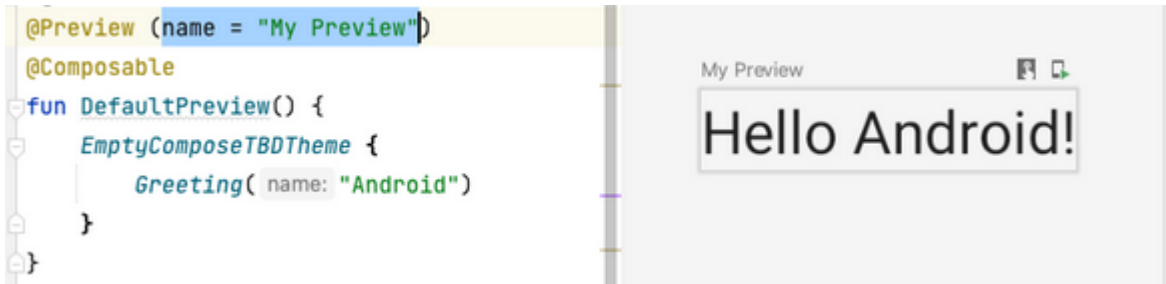 @Preview (name = "My Preview")
@Composable
fun DefaultPreview() {
EmptyComposeTBDTheme {
Greeting( name: "Android")
}
}
My Preview
Hello Android!